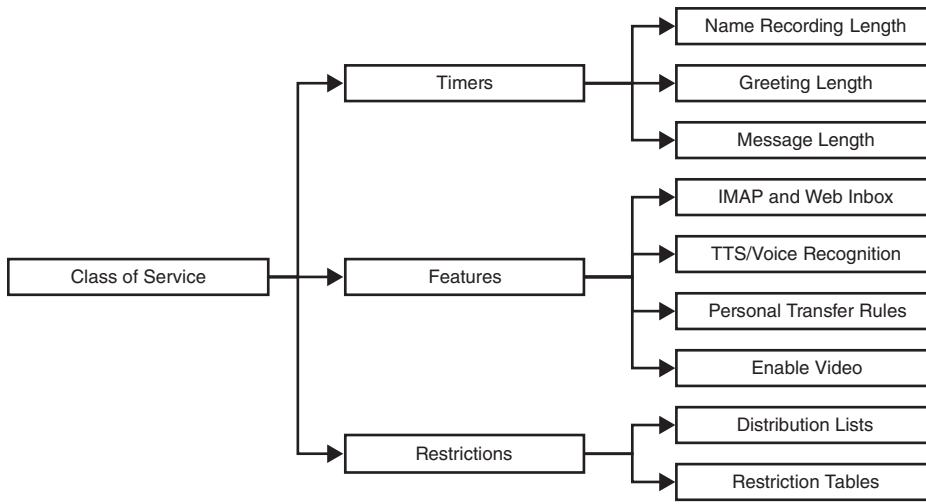 Class of Service
Timers
Name Recording Length
Greeting Length
Message Length
Features
IMAP and Web Inbox
TTS/Voice Recognition
Personal Transfer Rules
Enable Video
Restrictions
Distribution Lists
Restriction Tables